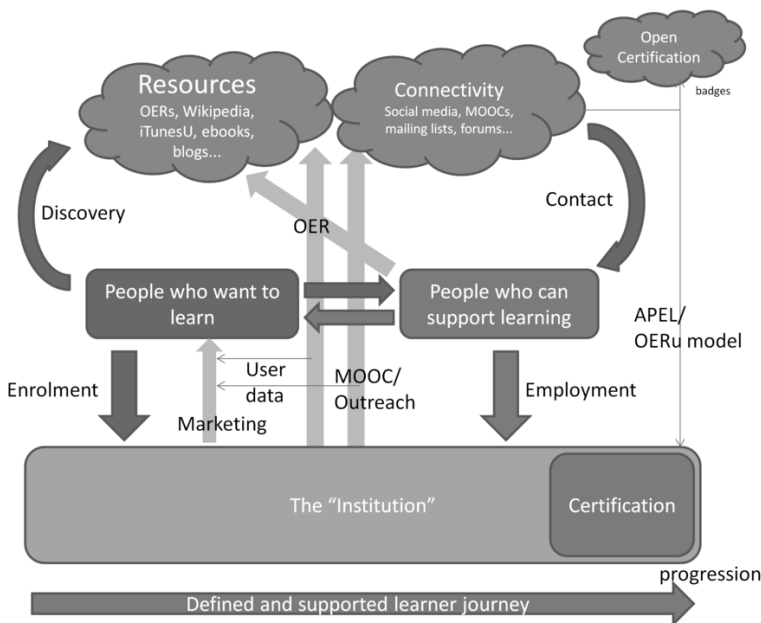 Open
Certification
badges
Resources
OERs, Wikipedia,
iTunesU, ebooks,
blogs...
Connectivity
Social media, MOOCs,
mailing lists, forums...
Discovery
OER
Contact
People who want to
learn
People who can
support learning
APEL/
OERu model
Enrolment
User
data
MOOC/
Outreach
Employment
Marketing
The “Institution”
Certification
progression
Defined and supported learner journey